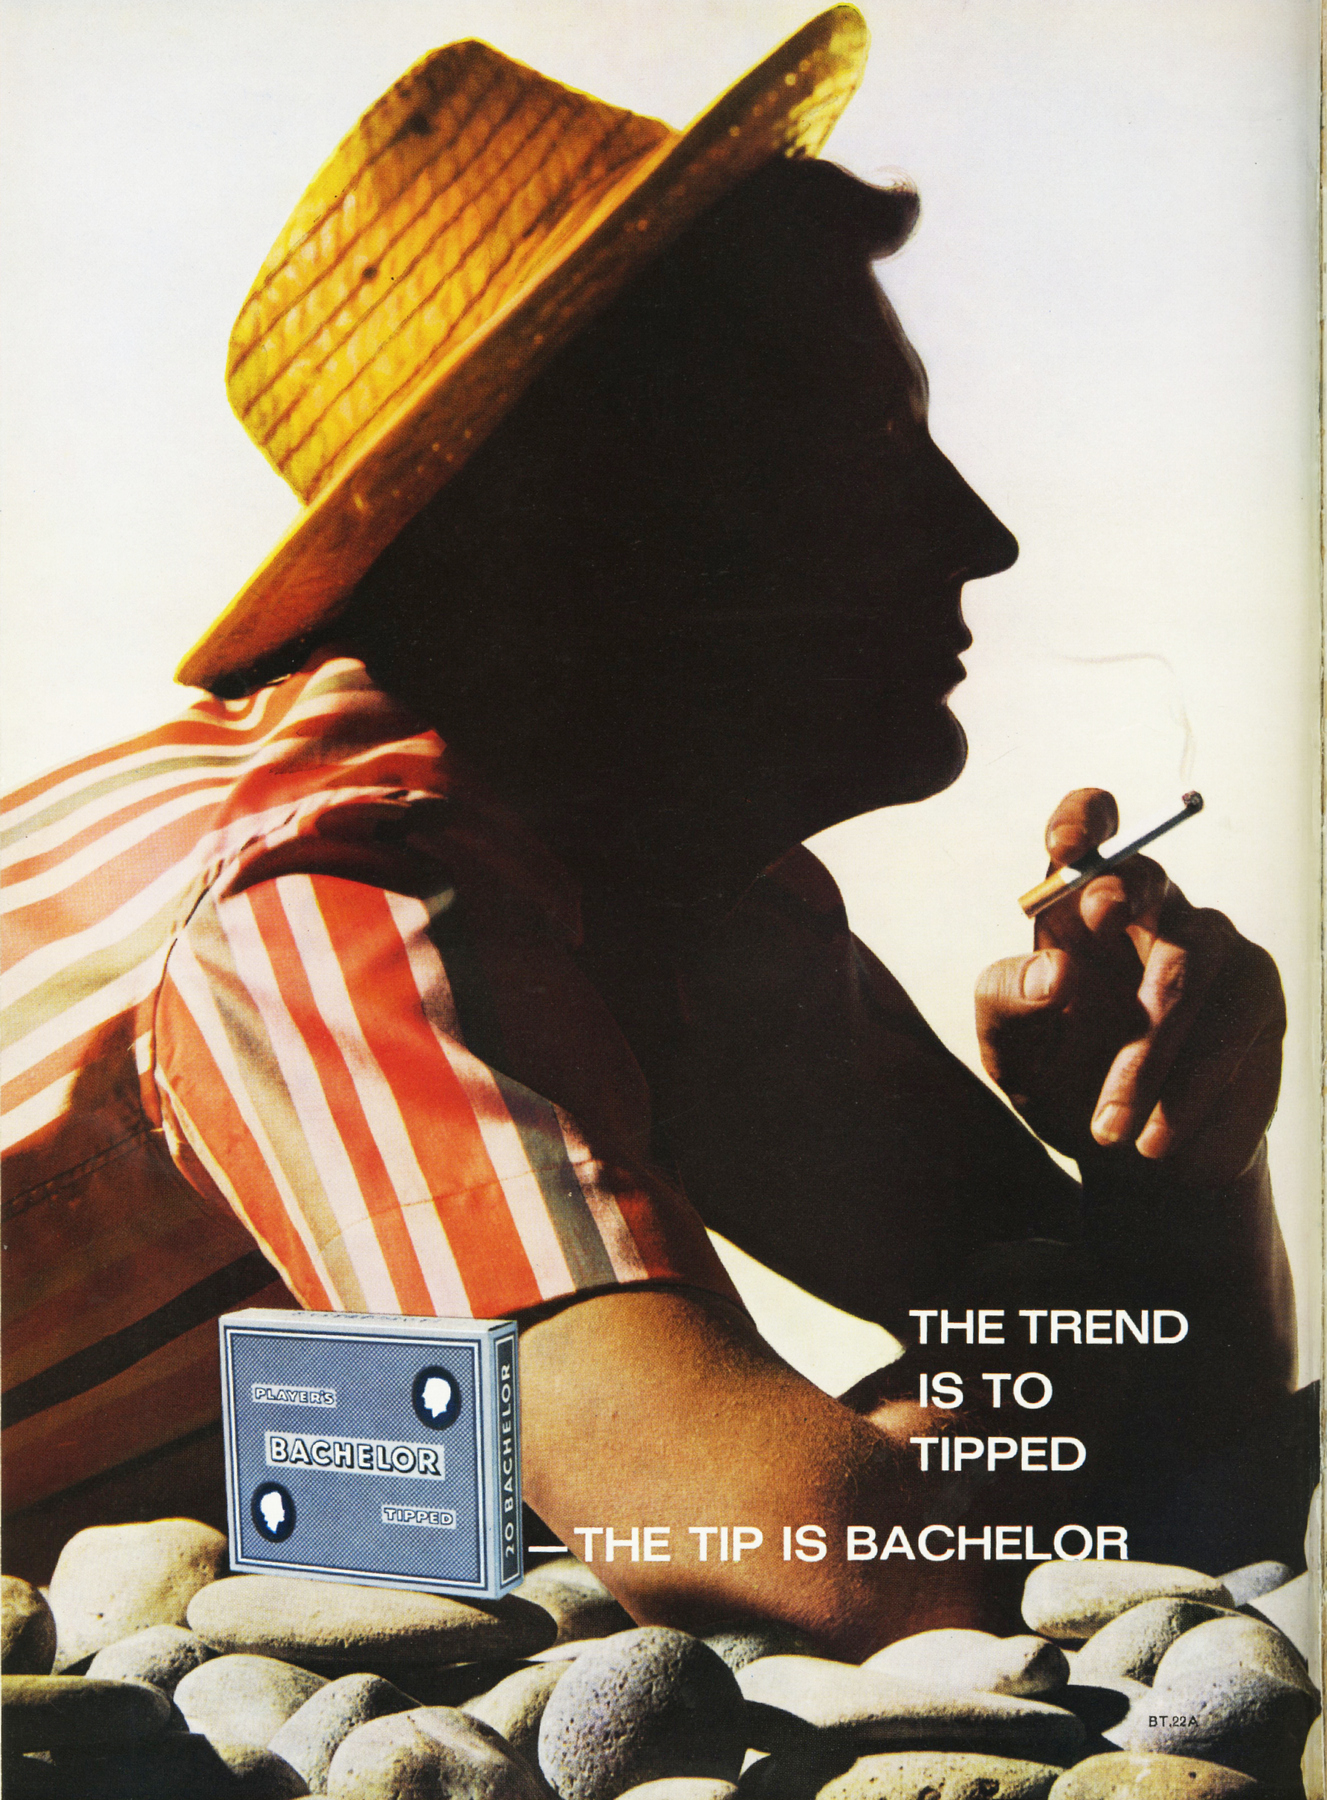 THE TREND
IS TO
TIPPED
—THE TIP IS BACHELOR
PLAYER'S
BACHELOR
TIPPED
20 BACHELOR
BT.22A